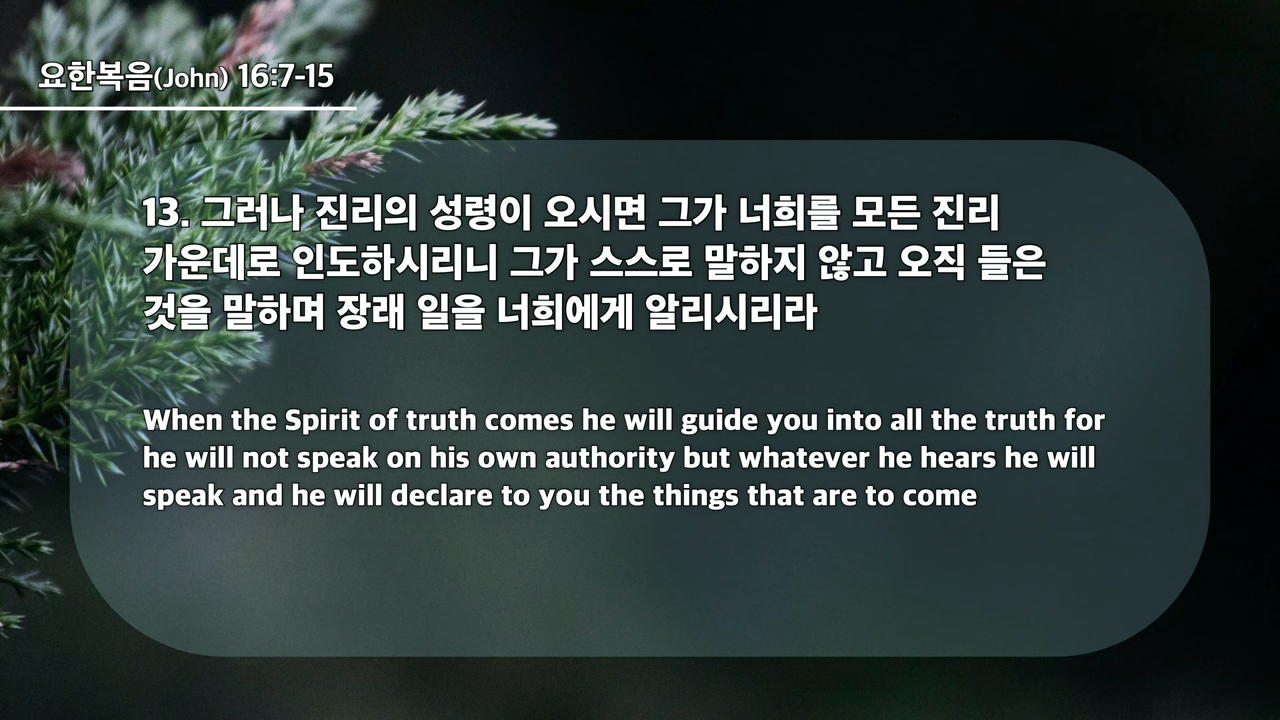 요한복음(John) 16:7-15
13. 그러나 진리의 성령이 오시면 그가 너희를 모든 진리
가운데로 인도하시리니 그가 스스로 말하지 않고 오직 들은
것을 말하며 장래 일을 너희에게 알리시리라
When the Spirit of truth comes he will guide you into all the truth for
he will not speak on his own authority but whatever he hears he will
speak and he will declare to you the things that are to come